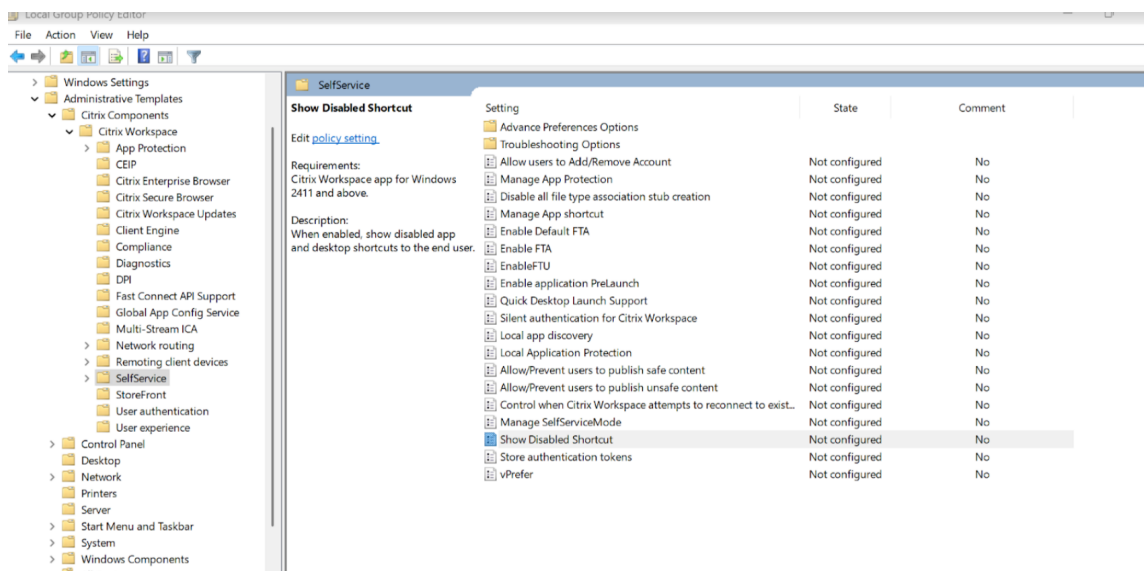 Local Group Policy Editor
File Action View Help
Windows Settings
Administrative Templates
Citrix Components
Citrix Workspace
App Protection
CEIP
Citrix Enterprise Browser
Citrix Secure Browser
Citrix Workspace Updates
Client Engine
Compliance
Diagnostics
DPI
Fast Connect API Support
Global App Config Service
Multi-Stream ICA
Network routing
Remoting client devices
SelfService
StoreFront
User authentication
User experience
Control Panel
Desktop
Network
Printers
Server
Start Menu and Taskbar
System
Windows Components
SelfService
Show Disabled Shortcut
Edit policy setting
Requirements:
Citrix Workspace app for Windows
2411 and above.
Description:
When enabled, show disabled app
and desktop shortcuts to the end user.
Setting State Comment
Advance Preferences Options
Troubleshooting Options
Allow users to Add/Remove Account Not configured No
Manage App Protection Not configured No
Disable all file type association stub creation Not configured No
Manage App shortcut Not configured No
Enable Default FTA Not configured No
Enable FTA Not configured No
EnableFTU Not configured No
Enable application PreLaunch Not configured No
Quick Desktop Launch Support Not configured No
Silent authentication for Citrix Workspace Not configured No
Local app discovery Not configured No
Local Application Protection Not configured No
Allow/Prevent users to publish safe content Not configured No
Allow/Prevent users to publish unsafe content Not configured No
Control when Citrix Workspace attempts to reconnect to exist... Not configured No
Manage SelfServiceMode Not configured No
Show Disabled Shortcut Not configured No
Store authentication tokens Not configured No
vPrefer Not configured No